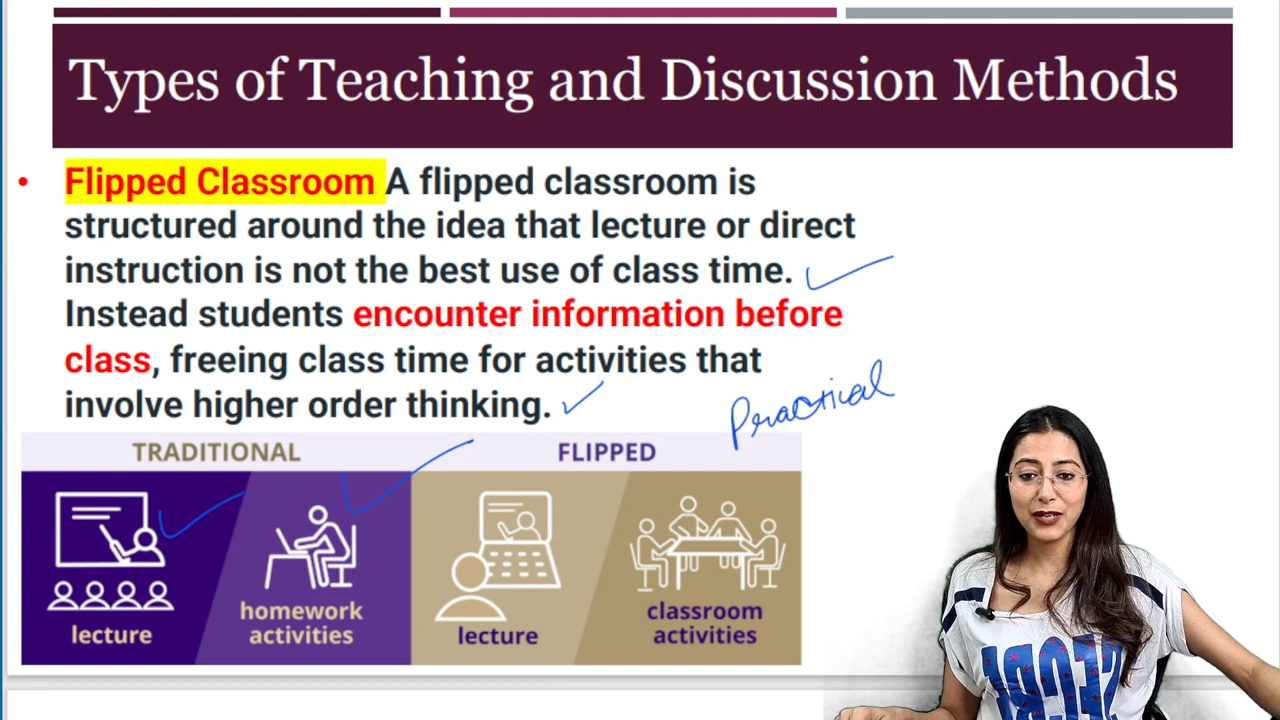 Types of Teaching and Discussion Methods
• Flipped Classroom A flipped classroom is
structured around the idea that lecture or direct
instruction is not the best use of class time.
Instead students encounter information before
class, freeing class time for activities that
involve higher order thinking.
Practical
TRADITIONAL
FLIPPED
lecture
homework
activities
lecture
classroom
activities